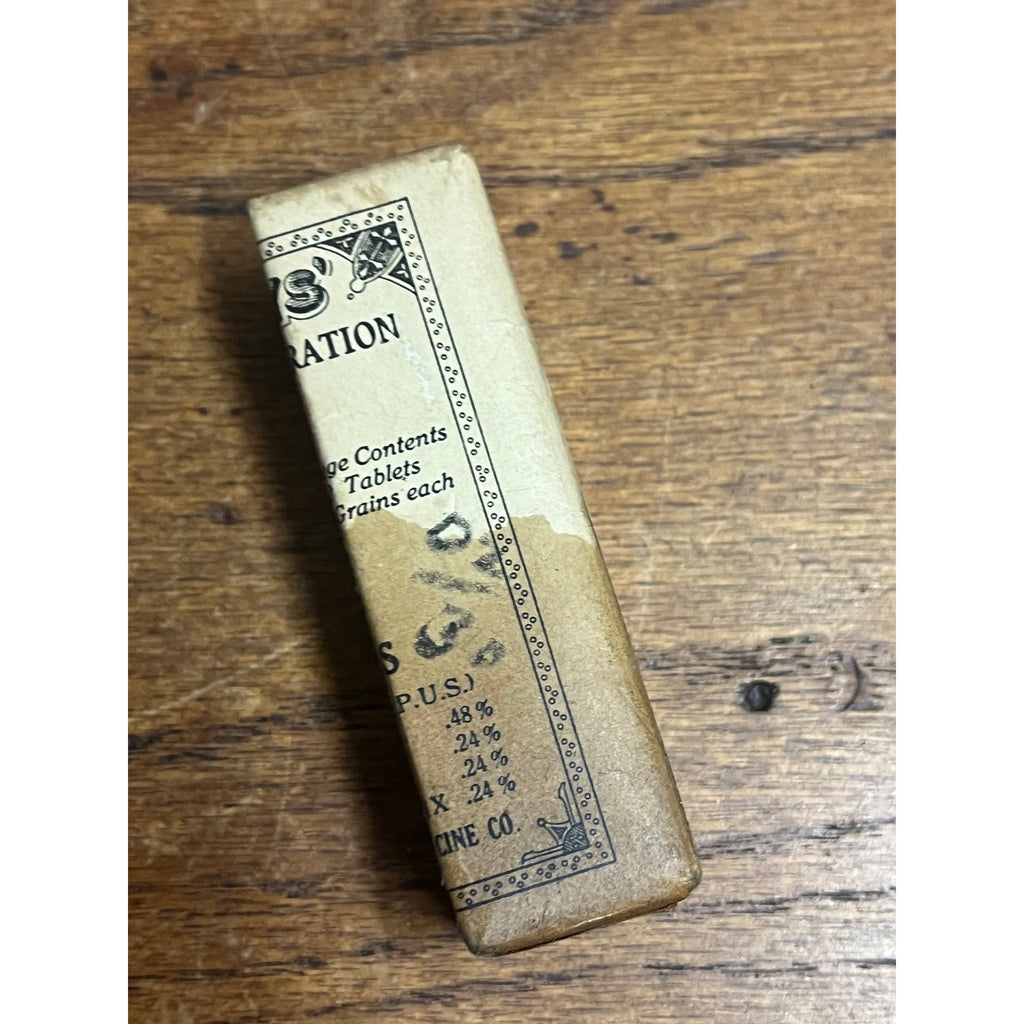 YS'
RATION
ge Contents
Tablets
Grains each
S
P.U.S.)
.48%
.24%
.24%
X .24%
CINE CO.